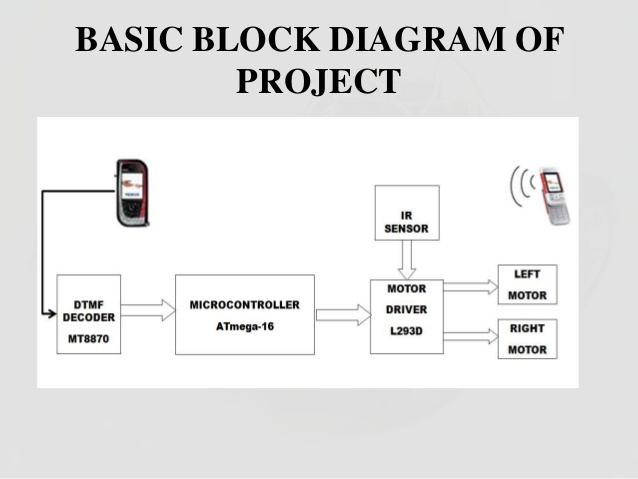 BASIC BLOCK DIAGRAM OF
PROJECT
IR
SENSOR
DTMF
DECODER
MT8870
MICROCONTROLLER
ATmega-16
MOTOR
DRIVER
L293D
LEFT
MOTOR
RIGHT
MOTOR